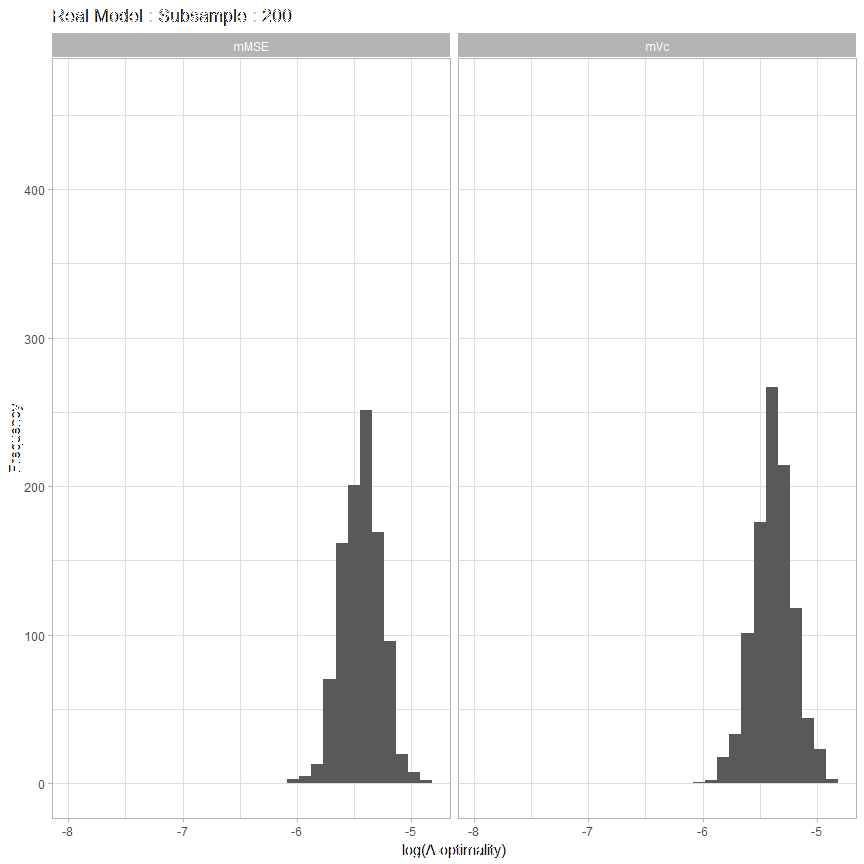 Real Model : Subsample : 200
mMSE
mVc
400
300
200
100
0
Frequency
-8 -7 -6 -5 -8 -7 -6 -5
log(A-optimality)